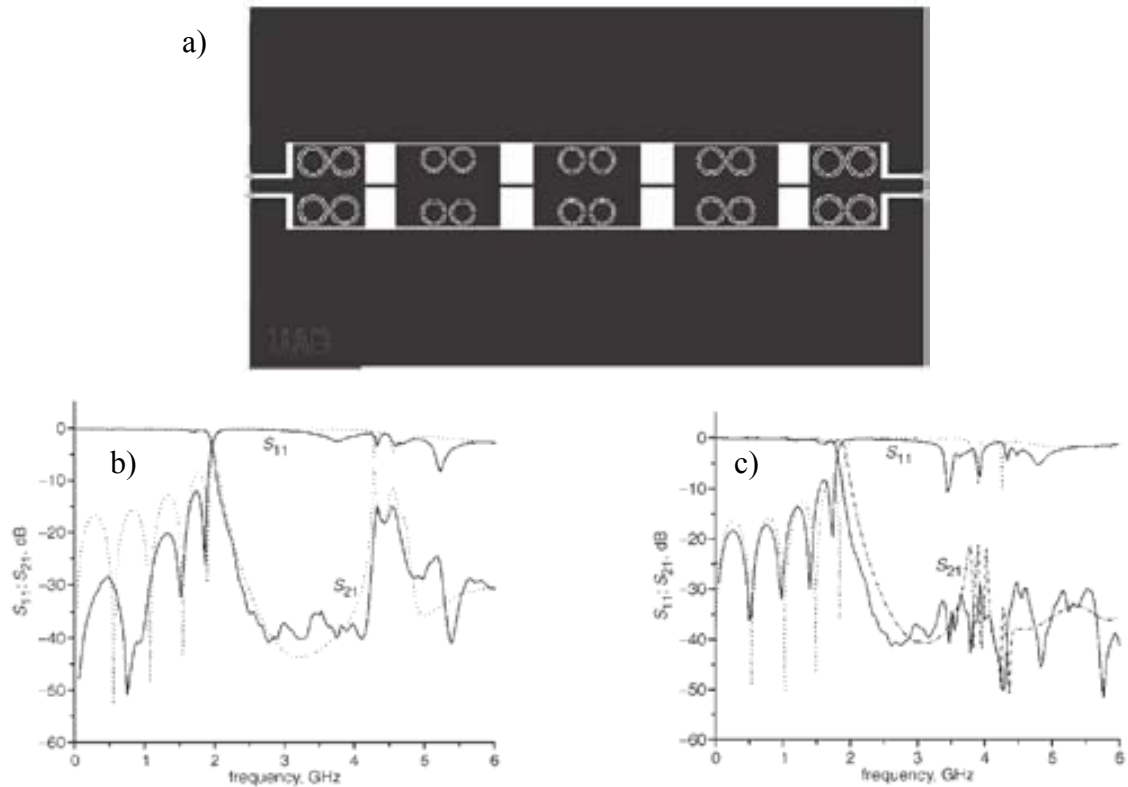 a)
UAB
b)
0
−10
−20
−30
−40
−50
−60
S11; S21, dB
S11
S21
0 1 2 3 4 5 6
frequency, GHz
c)
0
−10
−20
−30
−40
−50
−60
S11; S21, dB
S11
S21
0 1 2 3 4 5 6
frequency, GHz